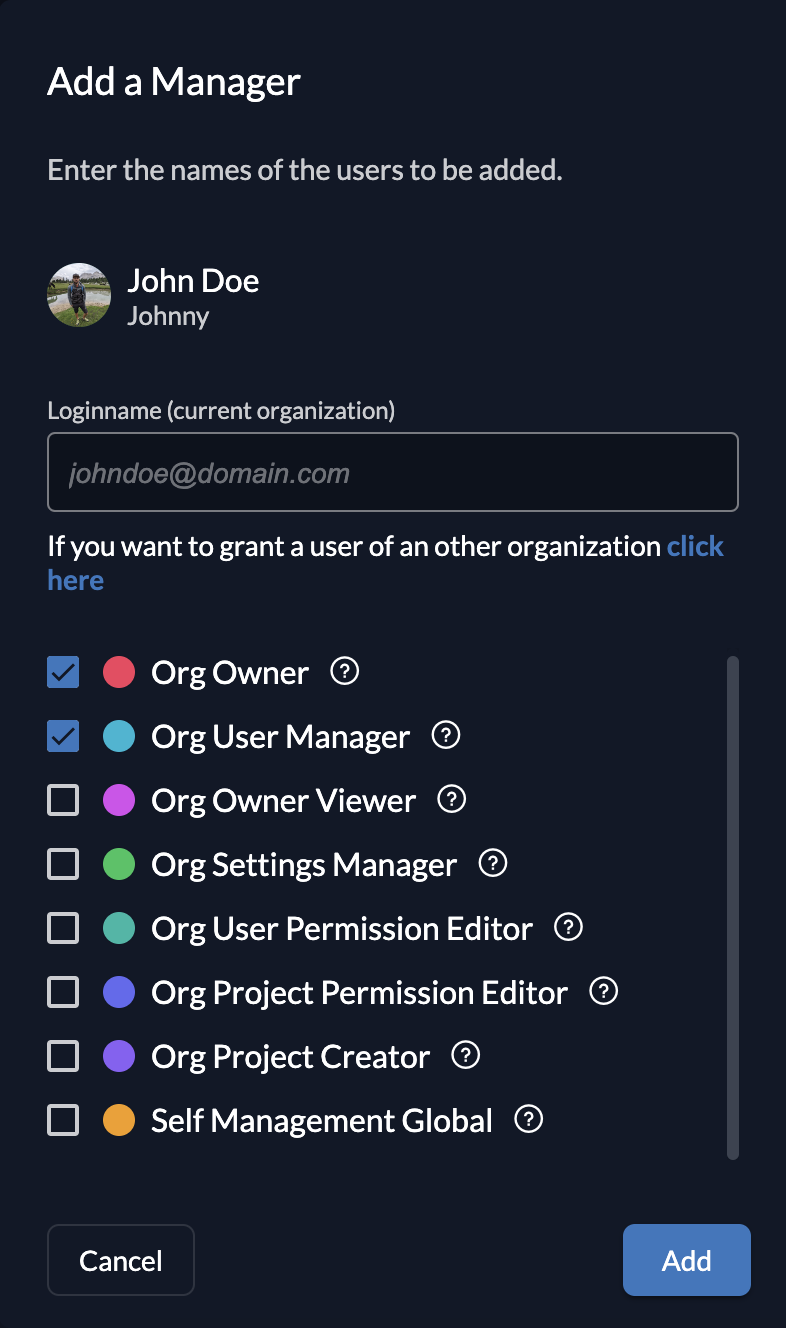 Add a Manager
Enter the names of the users to be added.
John Doe
Johnny
Loginname (current organization)
johndoe@domain.com
If you want to grant a user of an other organization click
here
Org Owner ?
Org User Manager ?
Org Owner Viewer ?
Org Settings Manager ?
Org User Permission Editor ?
Org Project Permission Editor ?
Org Project Creator ?
Self Management Global ?
Cancel
Add